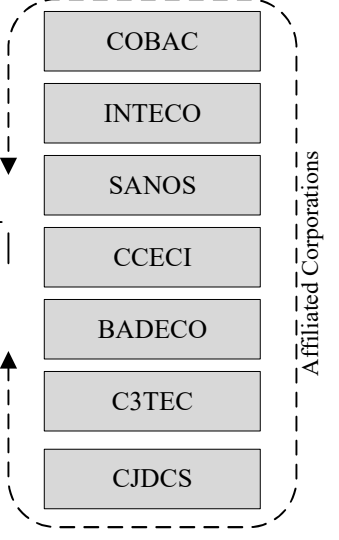 COBAC
INTECO
SANOS
CCECI
BADECO
C3TEC
CJDCS
Affiliated Corporations